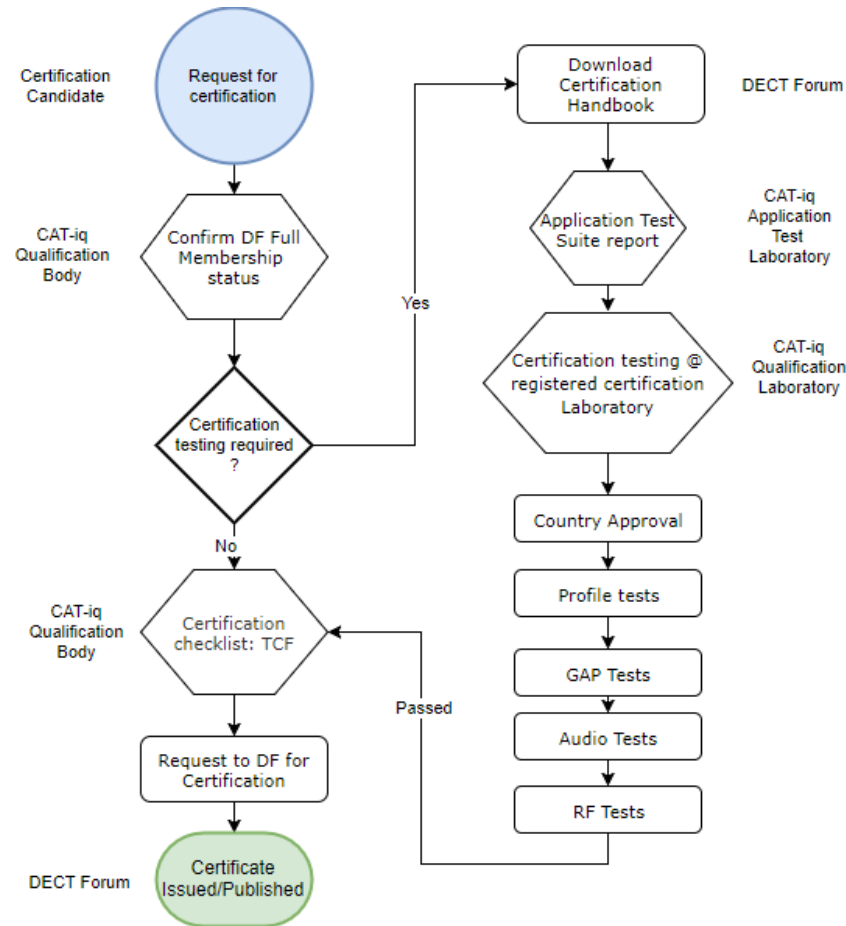 Certification
Candidate
Request for
certification
CAT-iq
Qualification
Body
Confirm DF Full
Membership
status
Certification
testing required
?
Yes
No
Download
Certification
Handbook
DECT Forum
Application Test
Suite report
CAT-iq
Application
Test
Laboratory
Certification testing @
registered certification
Laboratory
CAT-iq
Qualification
Laboratory
Country Approval
Profile tests
GAP Tests
Audio Tests
RF Tests
Passed
CAT-iq
Qualification
Body
Certification
checklist: TCF
Request to DF for
Certification
DECT Forum
Certificate
Issued/Published